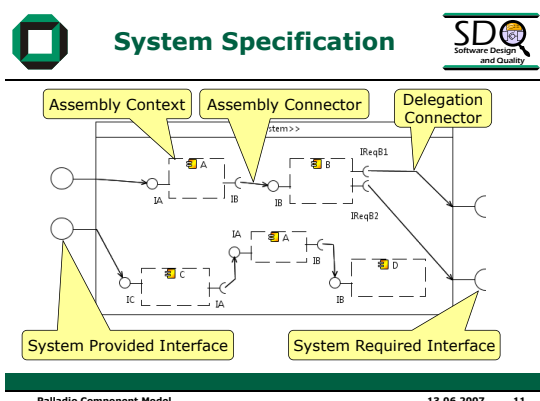 System Specification
SDQ
Software Design
and Quality
Assembly Context
Assembly Connector
Delegation
Connector
stem>>
A
B
IReqB1
IA
IB
IB
IReqB2
IA
A
IB
C
D
IC
IA
IB
System Provided Interface
System Required Interface
Palladio Component Model
13.06.2007
11